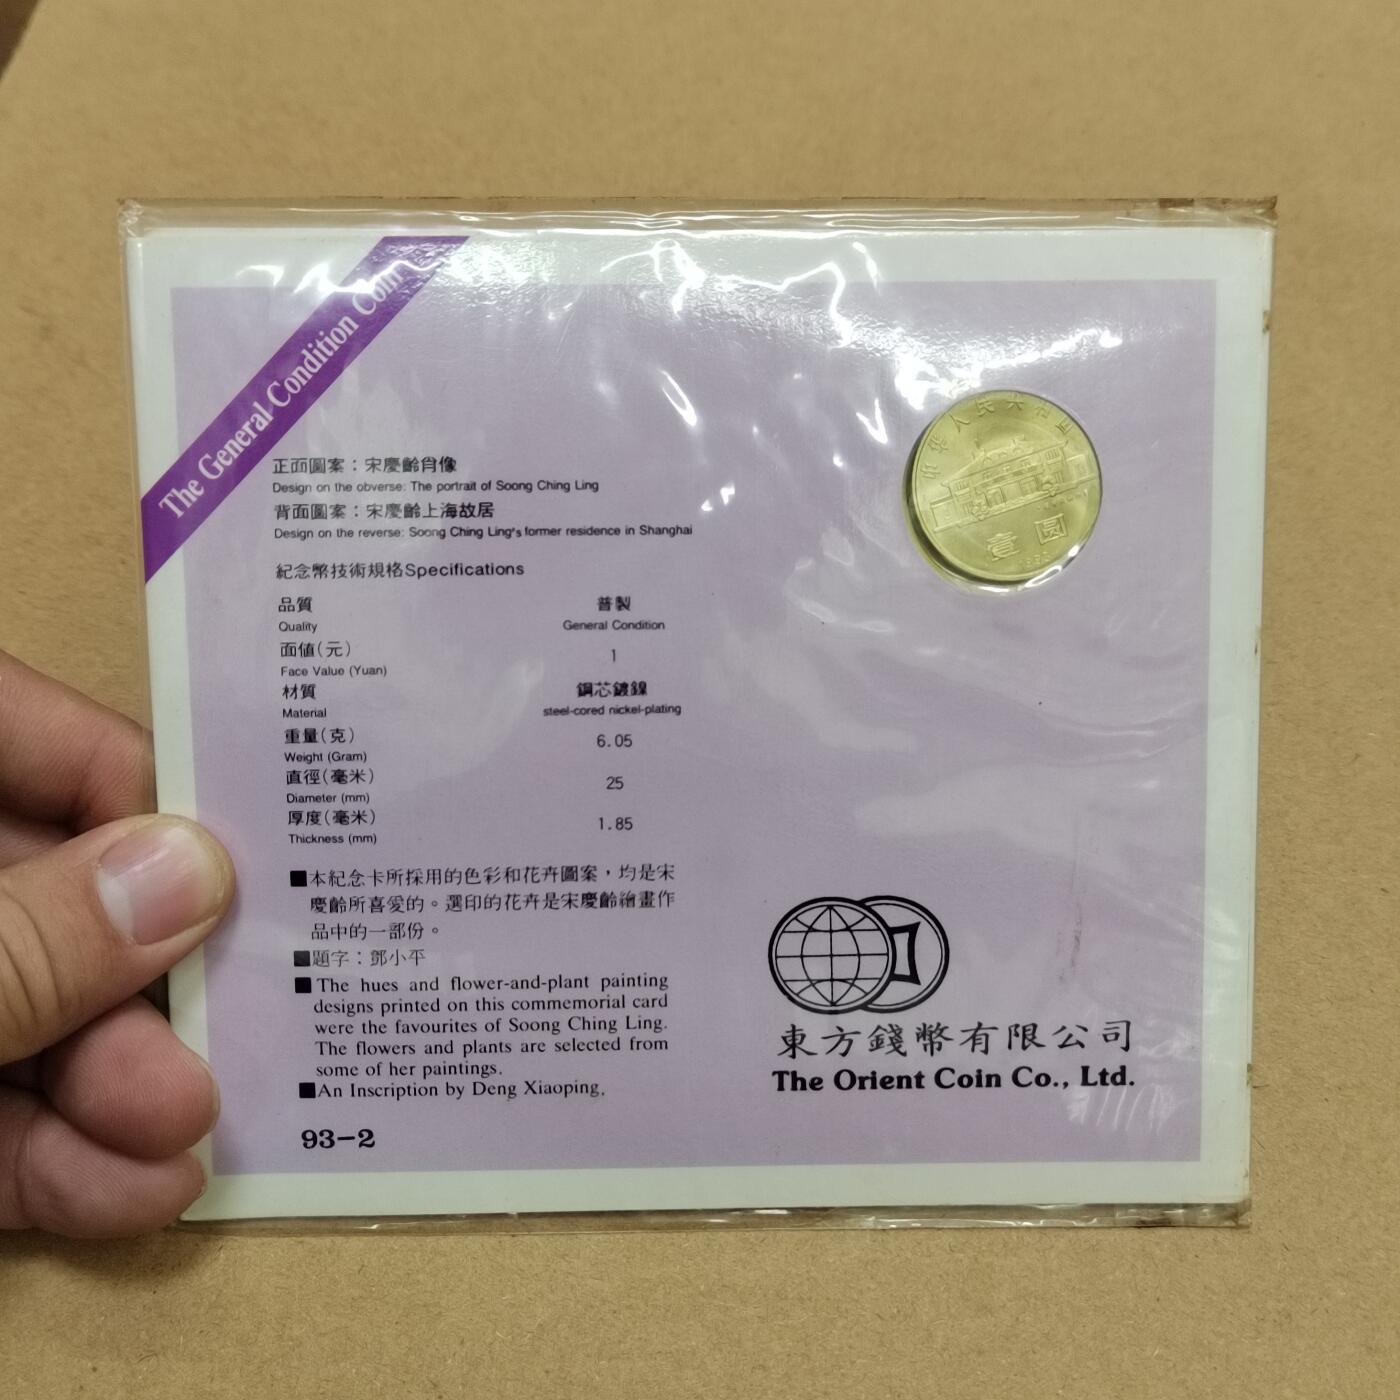 The General Condition Coin
正面圖案：宋慶齡肖像
Design on the obverse: The portrait of Soong Ching Ling
背面圖案：宋慶齡上海故居
Design on the reverse: Soong Ching Ling's former residence in Shanghai
紀念幣技術規格Specifications
品質 普製
Quality General Condition
面値(元) 1
Face Value (Yuan)
材質 鋼芯鍍鎳
Material steel-cored nickel-plating
重量(克) 6.05
Weight (Gram)
直徑(毫米) 25
Diameter (mm)
厚度(毫米) 1.85
Thickness (mm)
■本紀念卡所採用的色彩和花卉圖案，均是宋
慶齡所喜愛的。選印的花卉是宋慶齡繪畫作
品中的一部份。
■題字：鄧小平
■The hues and flower-and-plant painting
designs printed on this commemorial card
were the favourites of Soong Ching Ling.
The flowers and plants are selected from
some of her paintings.
■An Inscription by Deng Xiaoping.
93-2
中华人民共和国
壹圆
東方錢幣有限公司
The Orient Coin Co., Ltd.